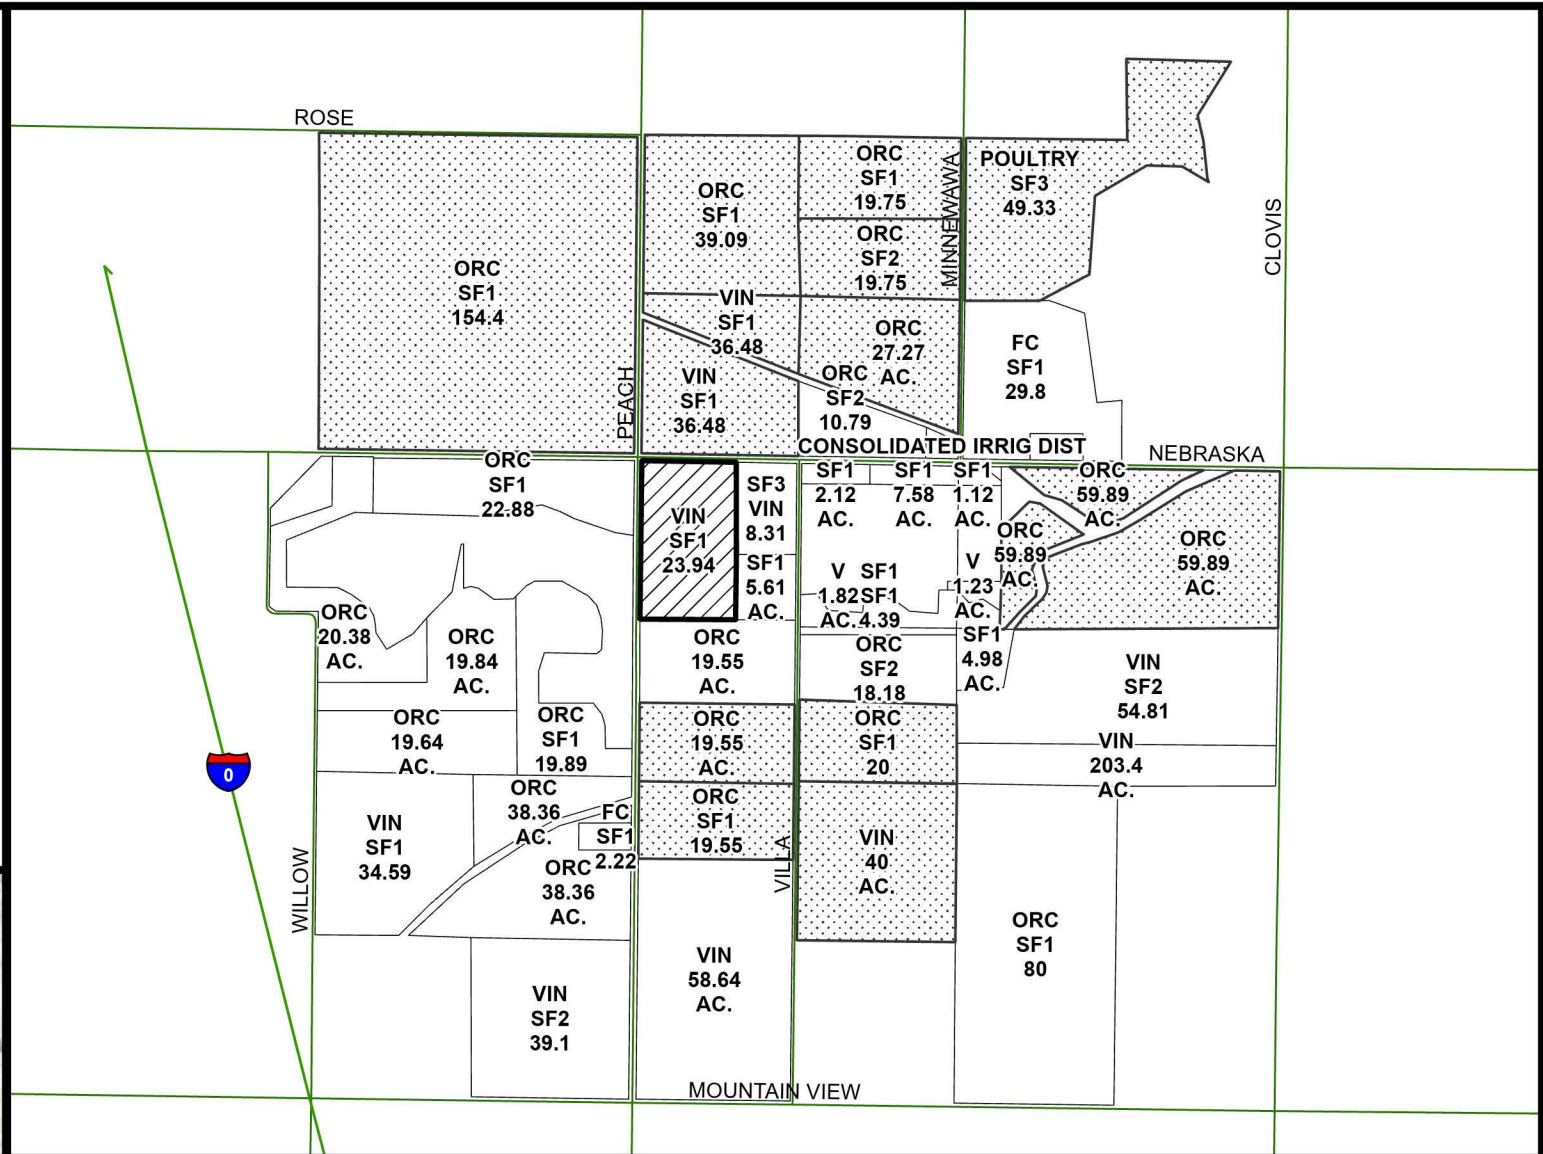 ROSE
ORC
SF1
154.4
ORC
SF1
39.09
ORC
SF1
19.75
ORC
SF2
19.75
MINNEWAWA
POULTRY
SF3
49.33
CLOVIS
VIN
SF1
36.48
VIN
SF1
36.48
ORC
27.27
AC.
ORC
SF2
10.79
FC
SF1
29.8
PEACH
CONSOLIDATED IRRIG DIST
NEBRASKA
ORC
SF1
22.88
VIN
SF1
23.94
SF3
VIN
8.31
SF1
5.61
AC.
SF1
2.12
AC.
SF1
7.58
AC.
SF1
1.12
AC.
ORC
59.89
AC.
ORC
59.89
AC.
ORC
59.89
AC.
V
1.82
AC.
SF1
SF1
4.39
V
1.23
AC.
SF1
4.98
AC.
ORC
20.38
AC.
ORC
19.84
AC.
ORC
19.55
AC.
ORC
SF2
18.18
VIN
SF2
54.81
ORC
19.64
AC.
ORC
SF1
19.89
ORC
19.55
AC.
ORC
SF1
20
VIN
203.4
AC.
0
VIN
SF1
34.59
ORC
38.36
AC.
FC
SF1
2.22
ORC
38.36
AC.
ORC
SF1
19.55
VILLA
VIN
40
AC.
WILLOW
VIN
SF2
39.1
VIN
58.64
AC.
ORC
SF1
80
MOUNTAIN VIEW